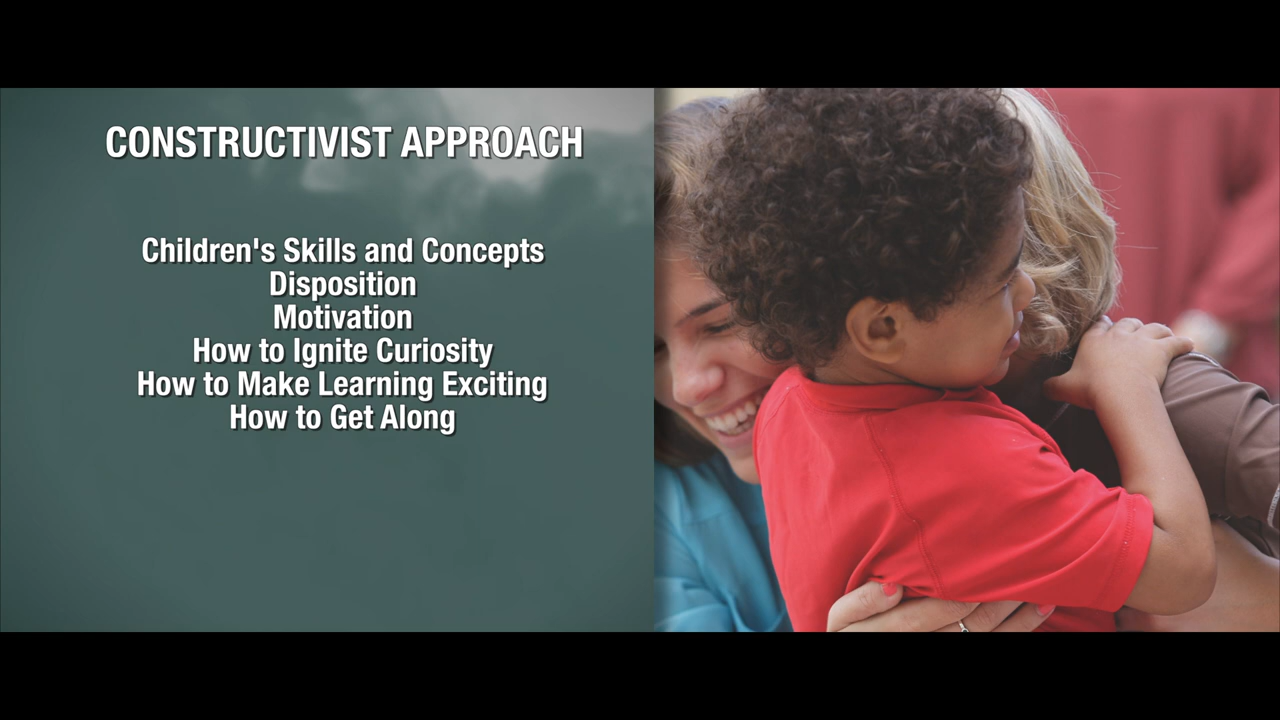 CONSTRUCTIVIST APPROACH
Children's Skills and Concepts
Disposition
Motivation
How to Ignite Curiosity
How to Make Learning Exciting
How to Get Along